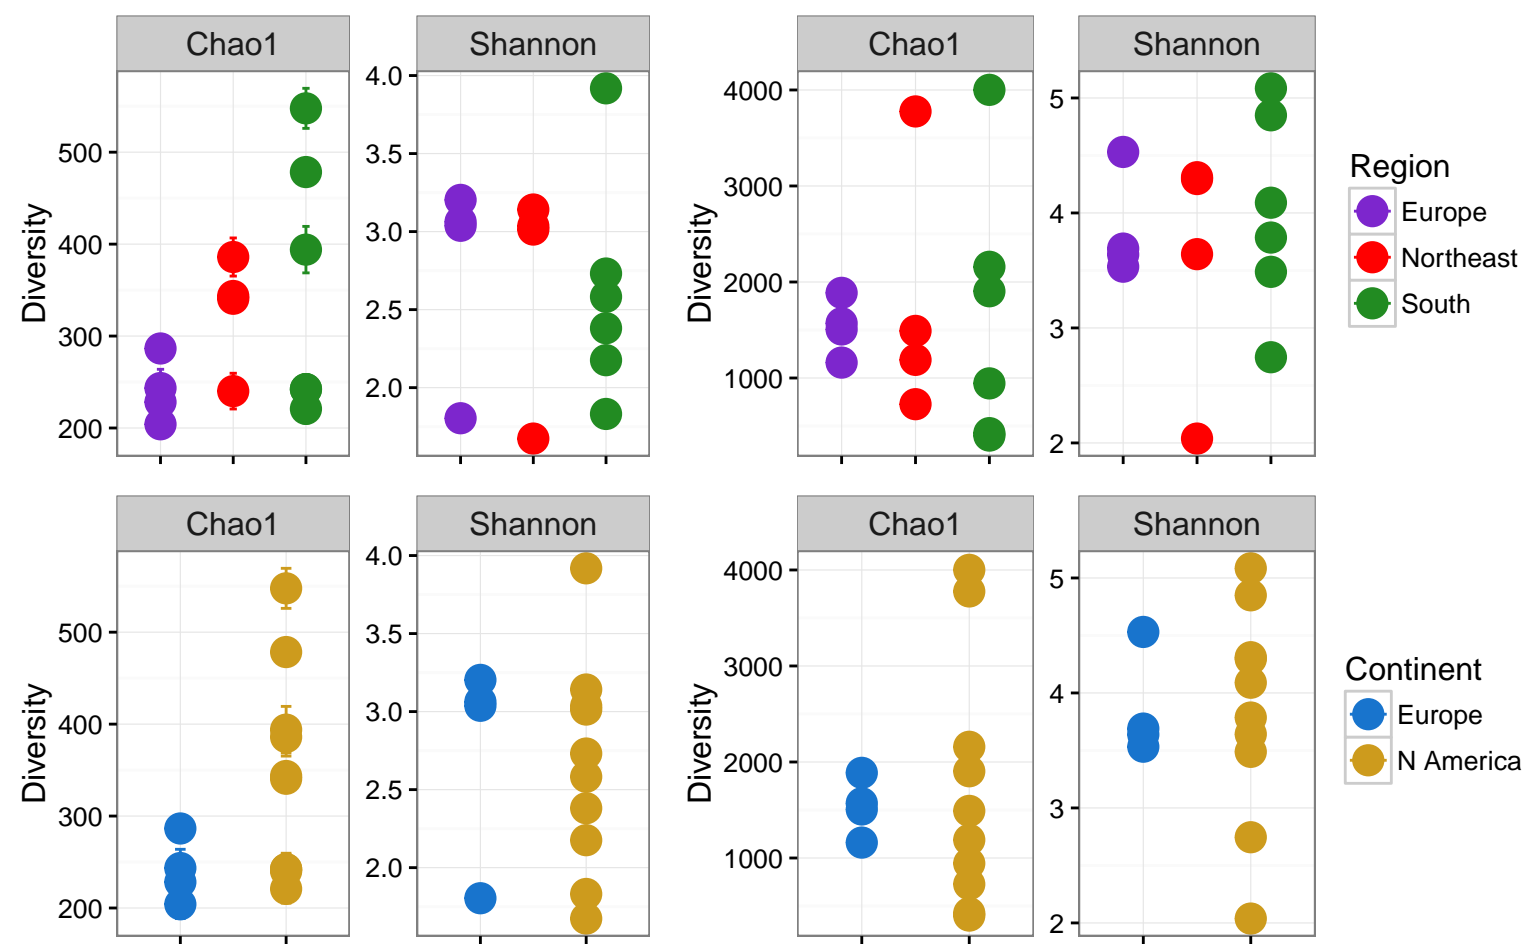 Chao1
Shannon
Chao1
Shannon
Diversity
500
400
300
200
4.0
3.5
3.0
2.5
2.0
Diversity
4000
3000
2000
1000
5
4
3
2
Region
Europe
Northeast
South
Chao1
Shannon
Chao1
Shannon
Diversity
500
400
300
200
4.0
3.5
3.0
2.5
2.0
Diversity
4000
3000
2000
1000
5
4
3
2
Continent
Europe
N America